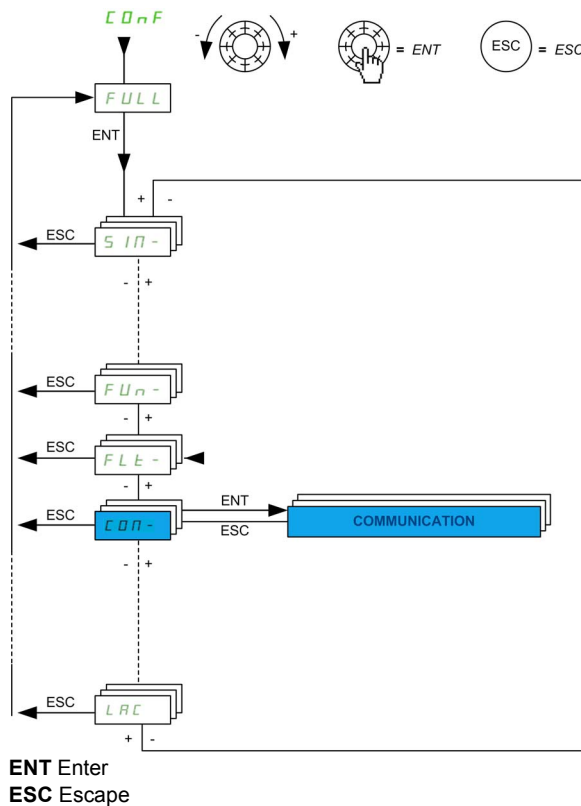 COnF
- +
= ENT
ESC = ESC
FULL
ENT
+ -
ESC
SIM-
- +
ESC
FUn-
- +
ESC
FLt-
- +
ESC
COM-
ENT
ESC
COMMUNICATION
- +
ESC
LAC
+ -
ENT Enter
ESC Escape